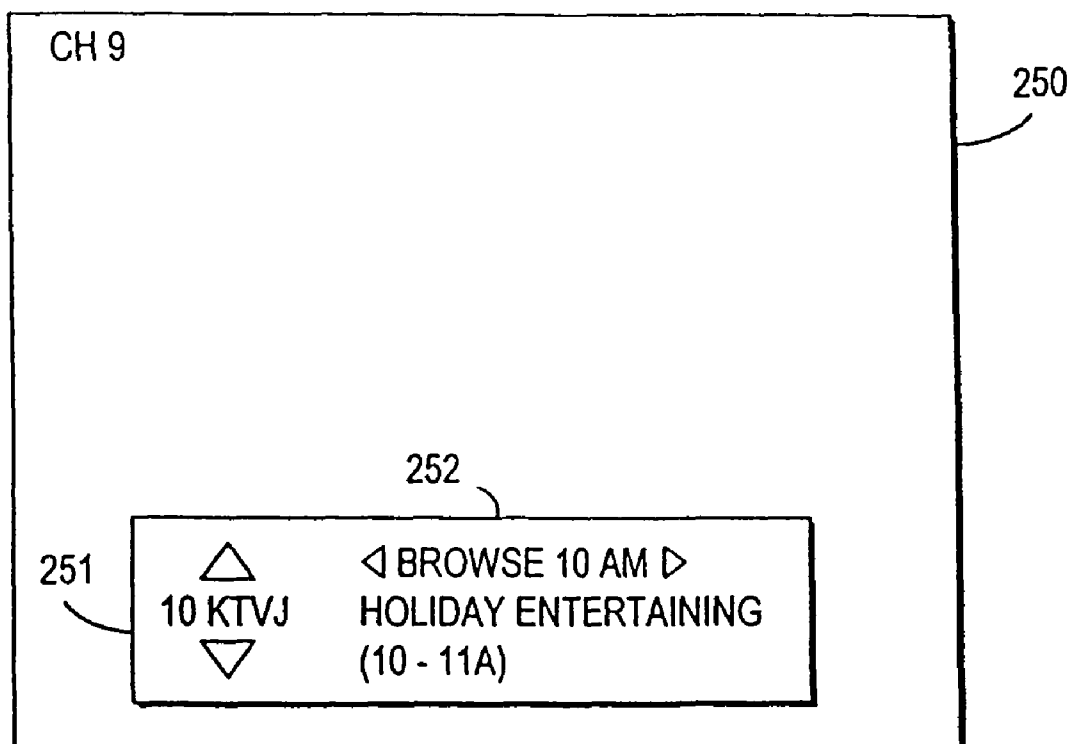 CH 9
250
252
251
◁ BROWSE 10 AM ▷
10 KTVJ HOLIDAY ENTERTAINING
(10 - 11A)